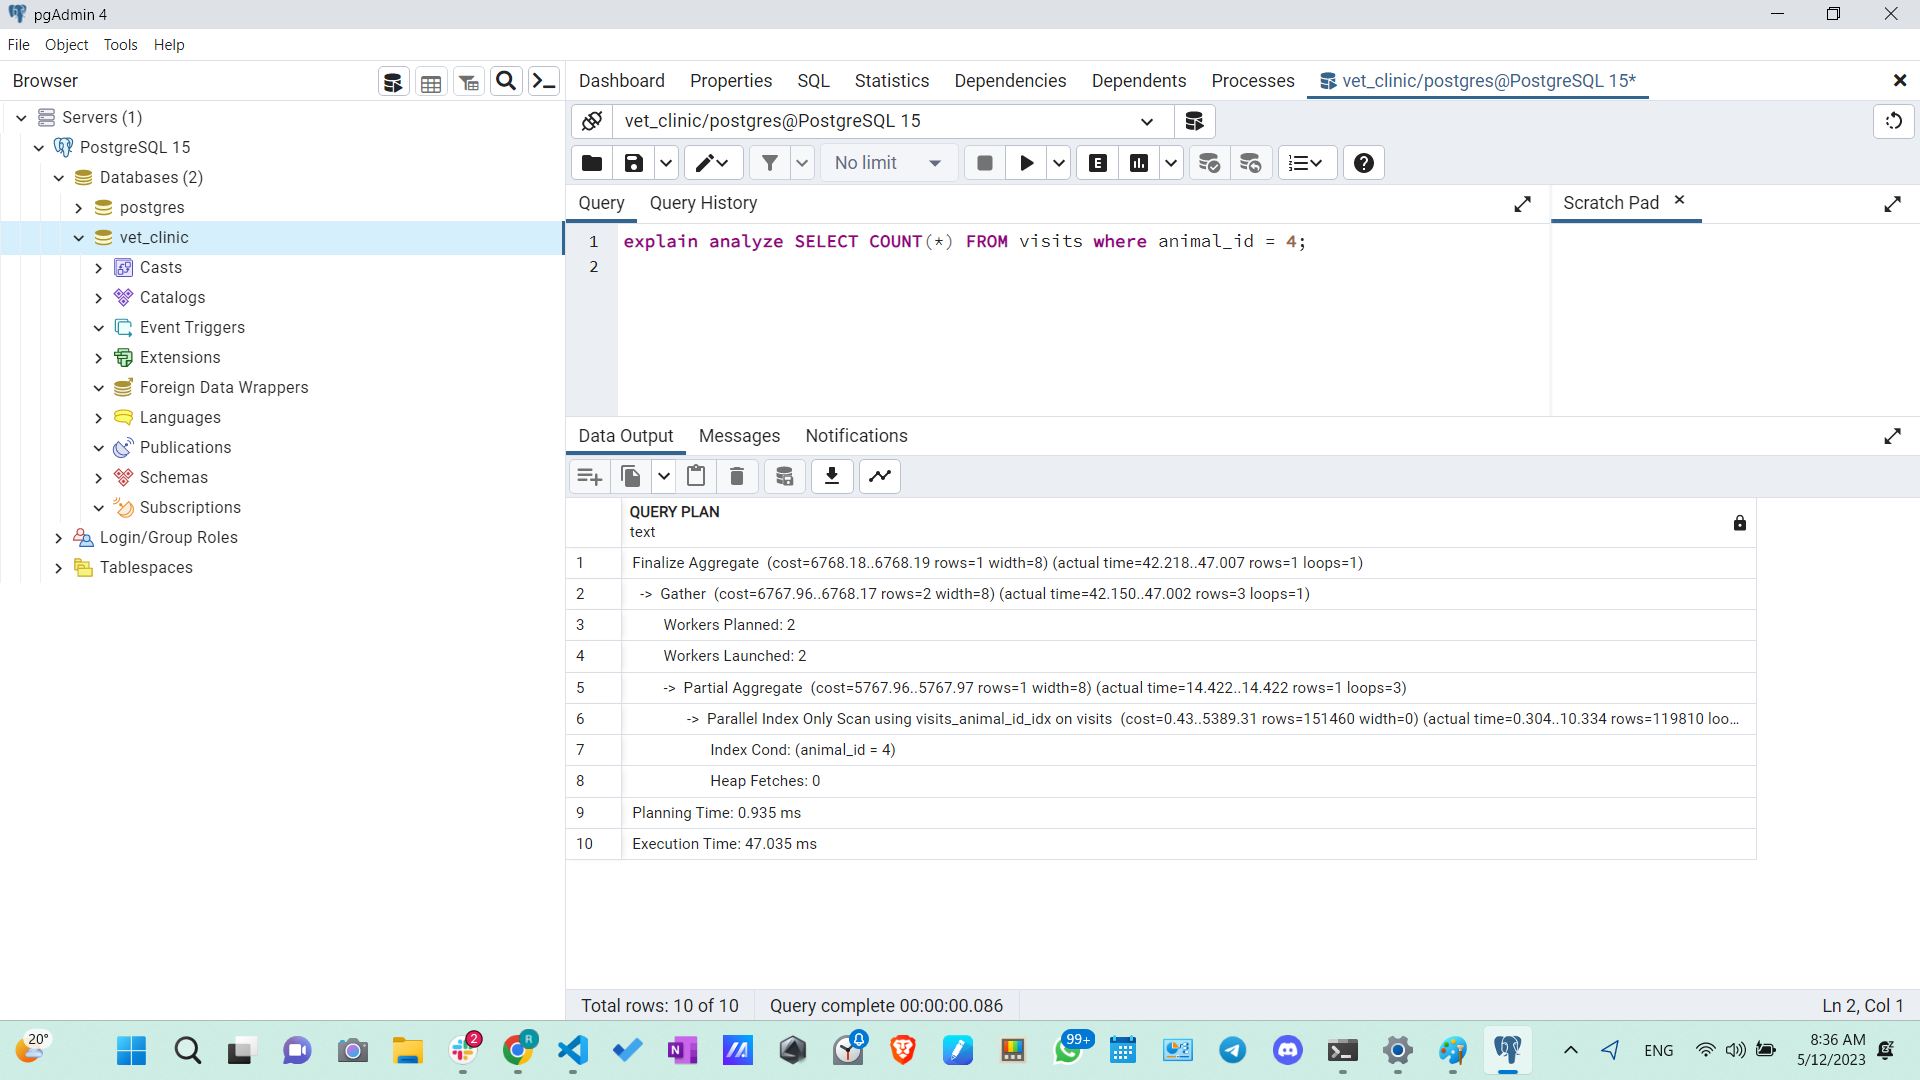 pgAdmin 4
File Object Tools Help
Browser
Dashboard Properties SQL Statistics Dependencies Dependents Processes vet_clinic/postgres@PostgreSQL 15*
Servers (1)
PostgreSQL 15
Databases (2)
postgres
vet_clinic
Casts
Catalogs
Event Triggers
Extensions
Foreign Data Wrappers
Languages
Publications
Schemas
Subscriptions
Login/Group Roles
Tablespaces
vet_clinic/postgres@PostgreSQL 15
No limit
E
Query Query History
Scratch Pad
1 explain analyze SELECT COUNT(*) FROM visits where animal_id = 4;
2
Data Output Messages Notifications
QUERY PLAN
text
1 Finalize Aggregate (cost=6768.18..6768.19 rows=1 width=8) (actual time=42.218..47.007 rows=1 loops=1)
2 -> Gather (cost=6767.96..6768.17 rows=2 width=8) (actual time=42.150..47.002 rows=3 loops=1)
3 Workers Planned: 2
4 Workers Launched: 2
5 -> Partial Aggregate (cost=5767.96..5767.97 rows=1 width=8) (actual time=14.422..14.422 rows=1 loops=3)
6 -> Parallel Index Only Scan using visits_animal_id_idx on visits (cost=0.43..5389.31 rows=151460 width=0) (actual time=0.304..10.334 rows=119810 loo…
7 Index Cond: (animal_id = 4)
8 Heap Fetches: 0
9 Planning Time: 0.935 ms
10 Execution Time: 47.035 ms
Total rows: 10 of 10 Query complete 00:00:00.086 Ln 2, Col 1
20°
2
R
N
99+
ENG
8:36 AM
5/12/2023